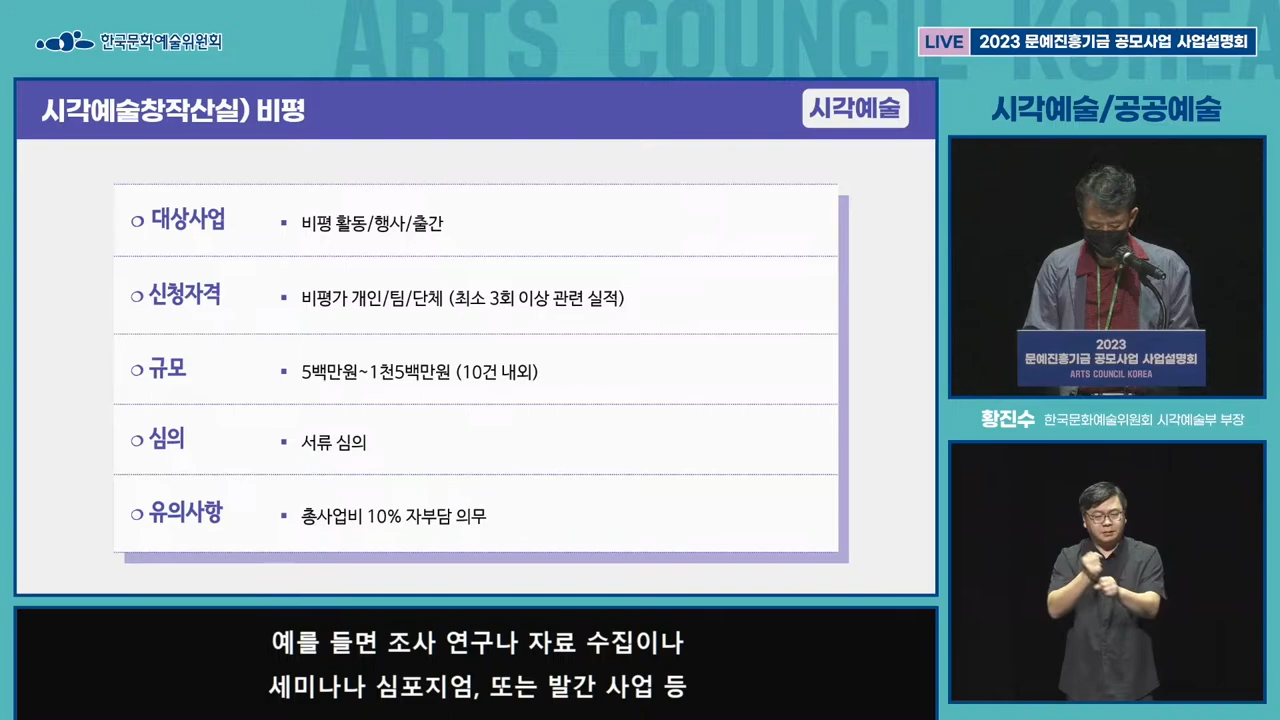 ARTS COUNCIL KOREA
한국문화예술위원회
LIVE 2023 문예진흥기금 공모사업 사업설명회
시각예술창작산실) 비평
시각예술
대상사업
비평 활동/행사/출간
신청자격
비평가 개인/팀/단체 (최소 3회 이상 관련 실적)
규모
5백만원~1천5백만원 (10건 내외)
심의
서류 심의
유의사항
총사업비 10% 자부담 의무
시각예술/공공예술
2023
문예진흥기금 공모사업 사업설명회
ARTS COUNCIL KOREA
황진수 한국문화예술위원회 시각예술부 부장
예를 들면 조사 연구나 자료 수집이나
세미나나 심포지엄, 또는 발간 사업 등